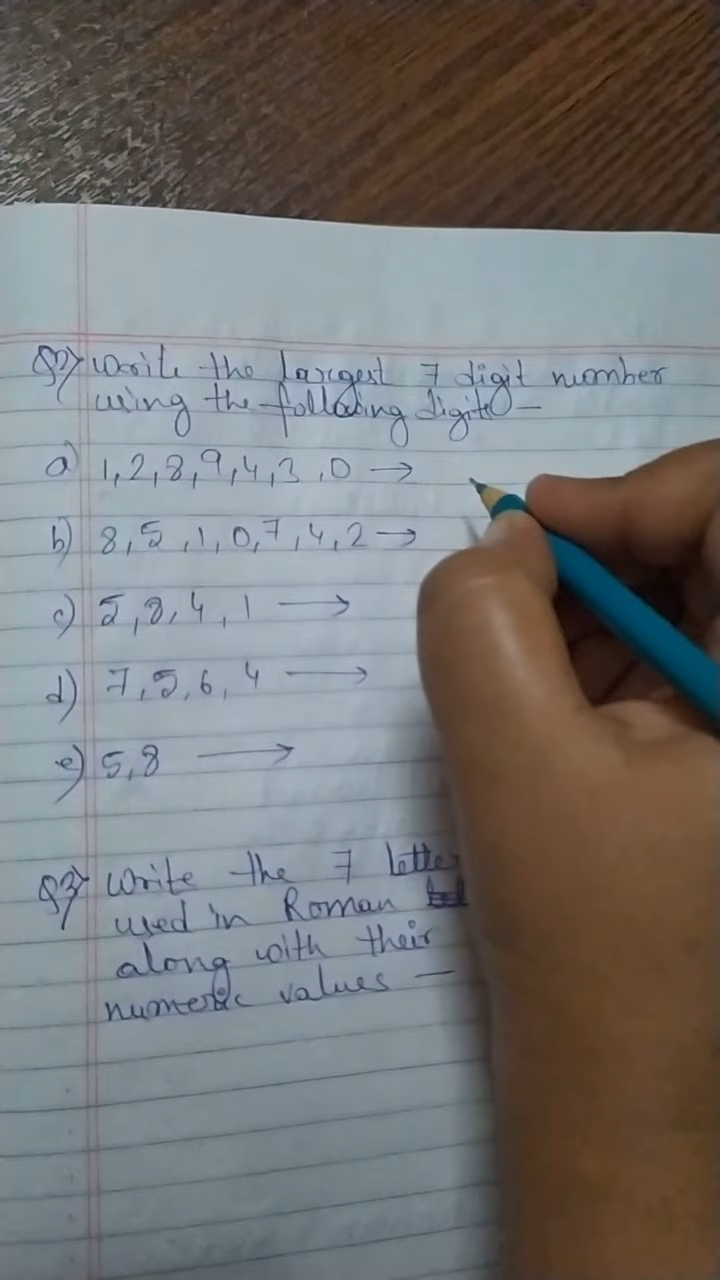 Q2) Write the largest 7 digit number
using the following digits –
a) 1, 2, 8, 9, 4, 3, 0 →
b) 8, 5, 1, 0, 7, 4, 2 →
c) 5, 8, 4, 1 →
d) 7, 5, 6, 4 →
e) 5, 8 →
Q3) Write the 7 letter
used in Roman
along with their
numeric values –